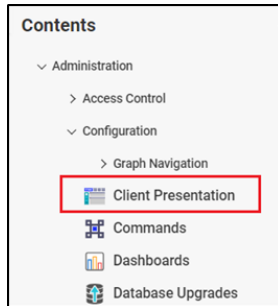 Contents
Administration
Access Control
Configuration
Graph Navigation
Client Presentation
Commands
Dashboards
Database Upgrades